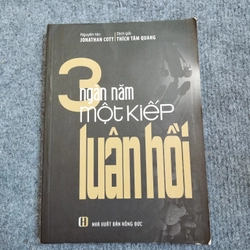 Nguyên tác: JONATHAN COTT
Dịch giả: THÍCH TÂM QUANG
3 ngàn năm
một kiếp
luân hồi
NHÀ XUẤT BẢN HỒNG ĐỨC